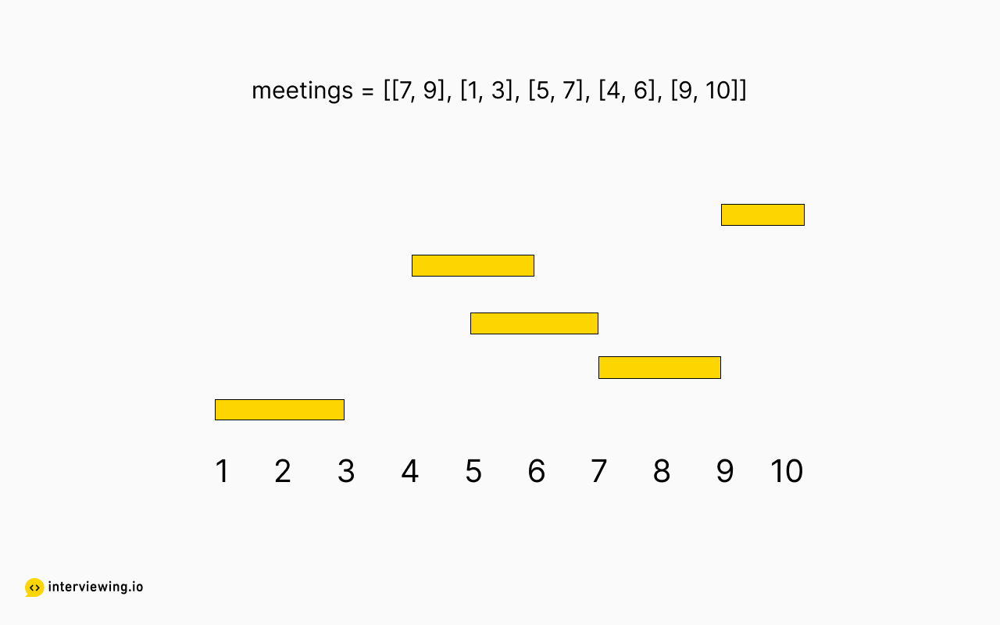 meetings = [[7, 9], [1, 3], [5, 7], [4, 6], [9, 10]]
1 2 3 4 5 6 7 8 9 10
interviewing.io